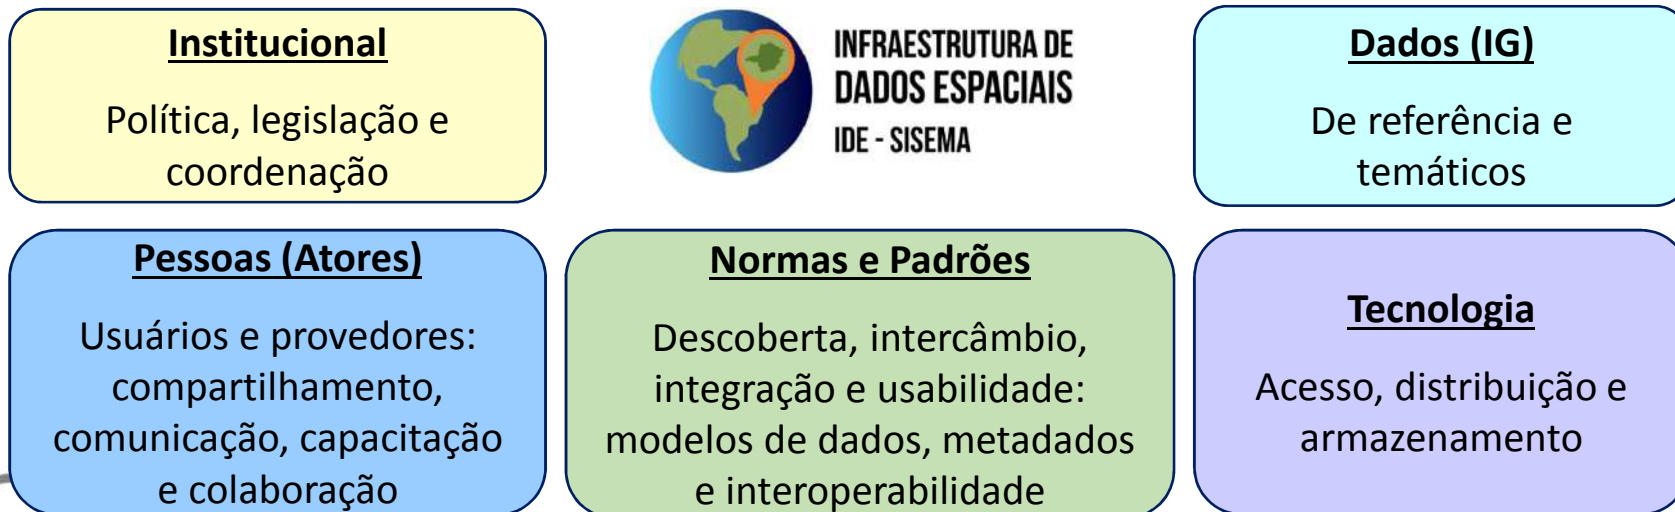 Institucional
Política, legislação e
coordenação
INFRAESTRUTURA DE
DADOS ESPACIAIS
IDE - SISEMA
Dados (IG)
De referência e
temáticos
Pessoas (Atores)
Usuários e provedores:
compartilhamento,
comunicação, capacitação
e colaboração
Normas e Padrões
Descoberta, intercâmbio,
integração e usabilidade:
modelos de dados, metadados
e interoperabilidade
Tecnologia
Acesso, distribuição e
armazenamento